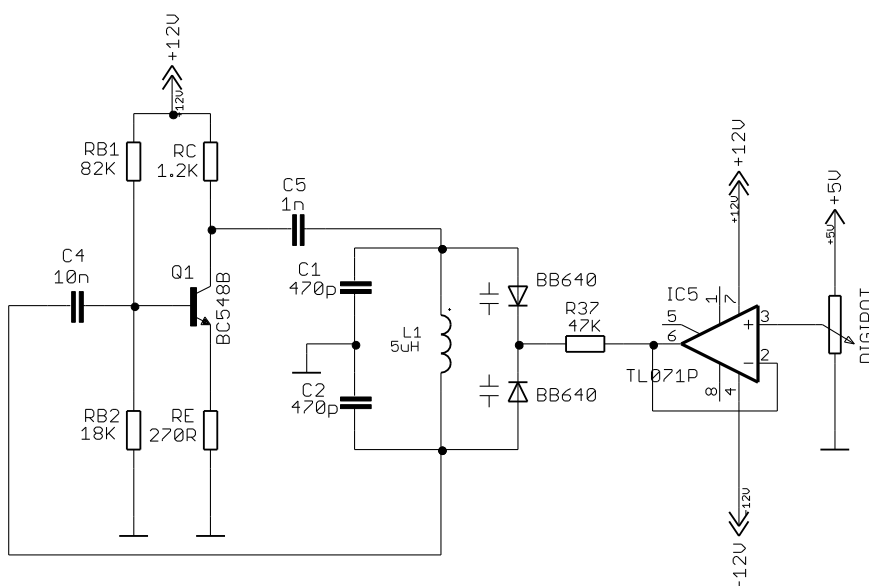 +12V
+12V
RB1
82K
RC
1.2K
C5
1n
C4
10n
Q1
BC548B
C1
470p
L1
5uH
C2
470p
RB2
18K
RE
270R
BB640
BB640
R37
47K
IC5
TL071P
5
6
1
7
+
3
-
2
8
4
+12V
+12V
+5V
+5V
DIGIPOT
-12V
-12V